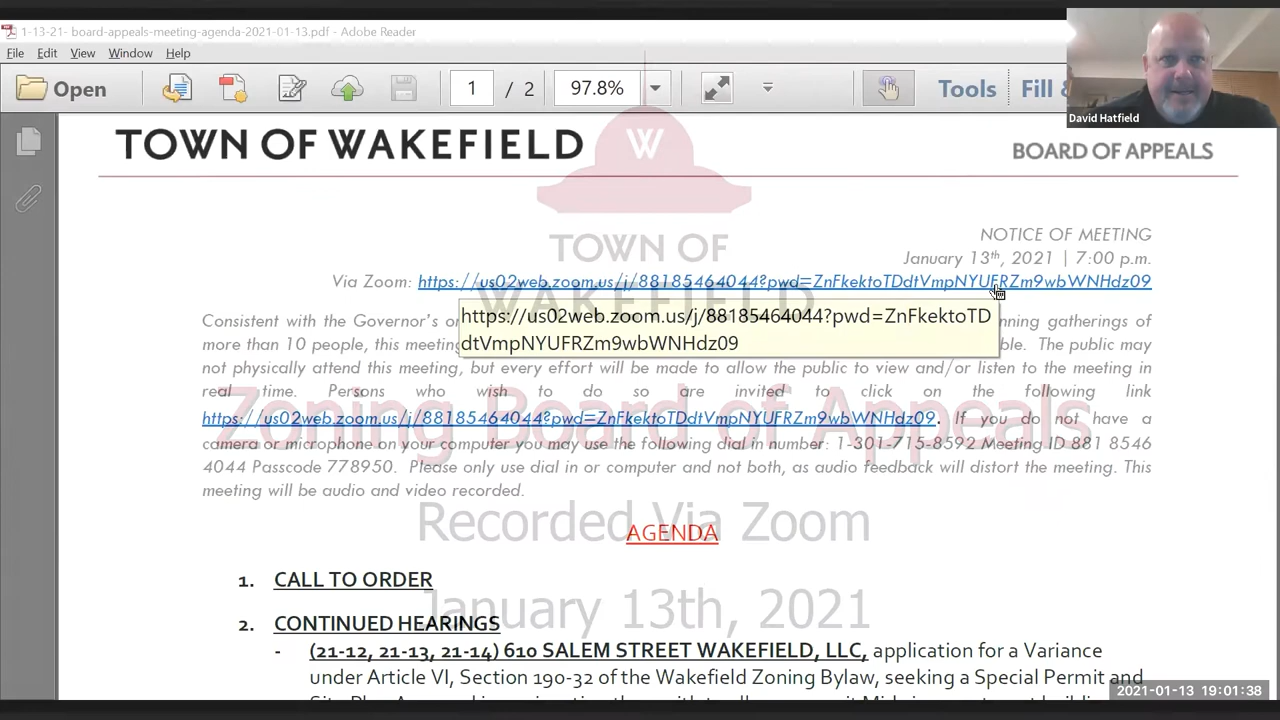 1-13-21- board-appeals-meeting-agenda-2021-01-13.pdf - Adobe Reader
File Edit View Window Help
Open 1 / 2 97.8% Tools Fill &
David Hatfield
TOWN OF WAKEFIELD
BOARD OF APPEALS
W
TOWN OF
WAKEFIELD
NOTICE OF MEETING
January 13th, 2021 | 7:00 p.m.
Via Zoom: https://us02web.zoom.us/j/88185464044?pwd=ZnFkektoTDdtVmpNYUFRZm9wbWNHdz09
https://us02web.zoom.us/j/88185464044?pwd=ZnFkektoTD
dtVmpNYUFRZm9wbWNHdz09
Consistent with the Governor's gatherings of
more than 10 people, this The public may
not physically attend this meeting, but every effort will be made to allow the public to view and/or listen to the meeting in
real time. Persons who wish to do so are invited to click on the following link
https://us02web.zoom.us/j/88185464044?pwd=ZnFkektoTDdtVmpNYUFRZm9wbWNHdz09. If you do not have a
camera or microphone on your computer you may use the following dial in number: 1-301-715-8592 Meeting ID 881 8546
4044 Passcode 778950. Please only use dial in or computer and not both, as audio feedback will distort the meeting. This
meeting will be audio and video recorded.
Zoning Board of Appeals
Recorded Via Zoom
January 13th, 2021
AGENDA
1. CALL TO ORDER
2. CONTINUED HEARINGS
- (21-12, 21-13, 21-14) 610 SALEM STREET WAKEFIELD, LLC, application for a Variance
under Article VI, Section 190-32 of the Wakefield Zoning Bylaw, seeking a Special Permit and
2021-01-13 19:01:38